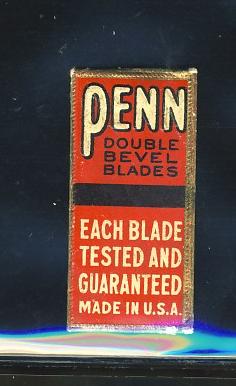 PENN
DOUBLE
BEVEL
BLADES
EACH BLADE
TESTED AND
GUARANTEED
MADE IN U.S.A.